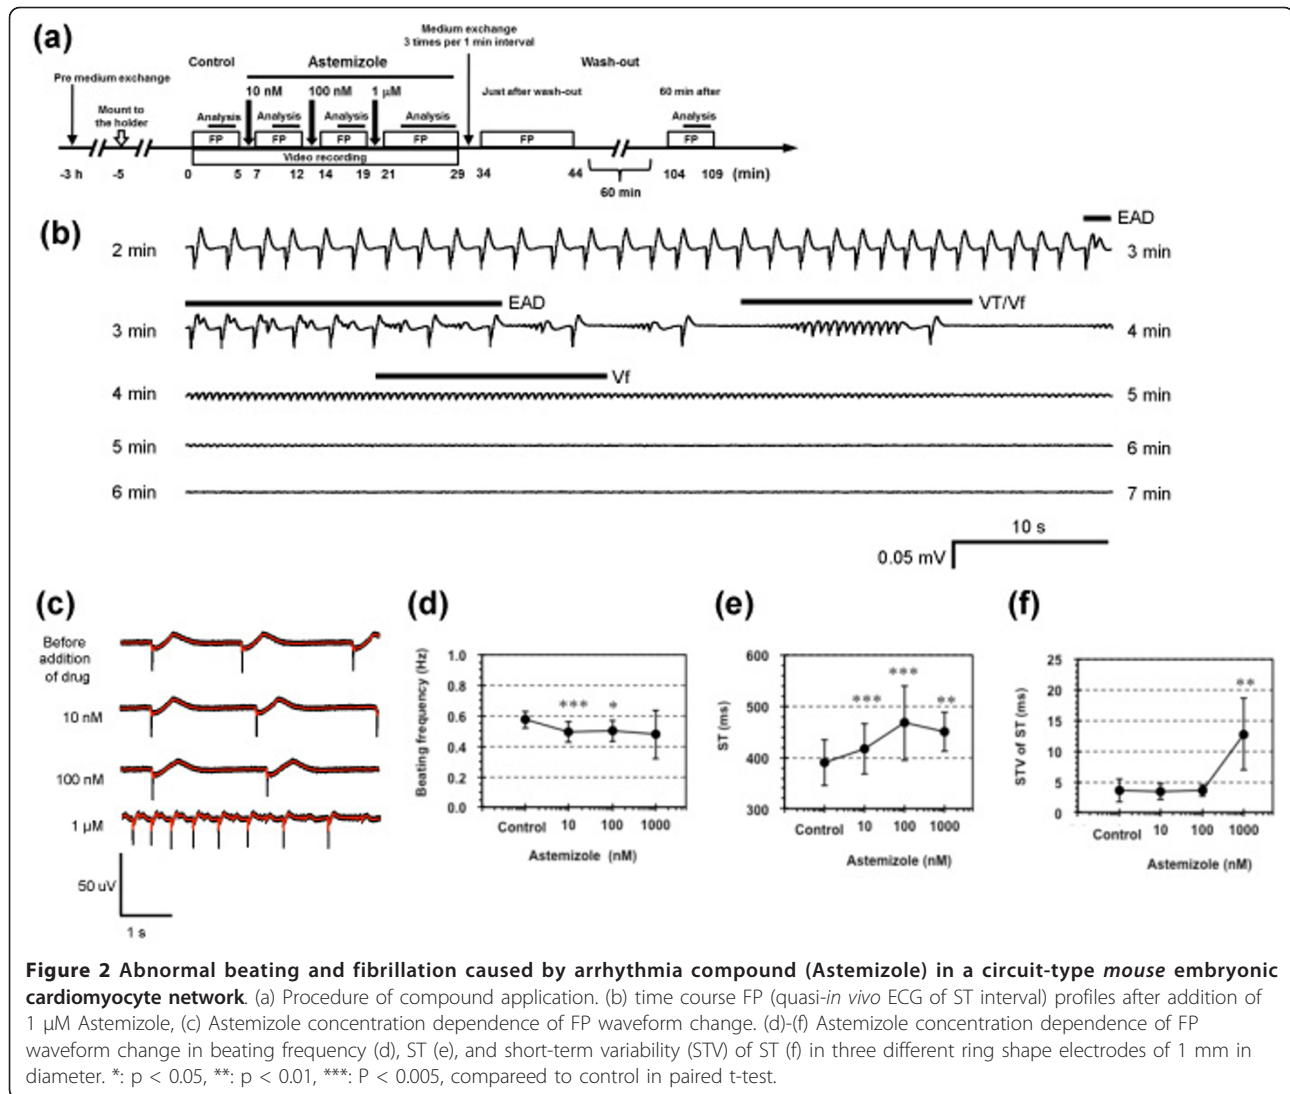 (a)
Medium exchange
3 times per 1 min interval
Control
Astemizole
Wash-out
Pre medium exchange
10 nM
100 nM
1 µM
Just after wash-out
60 min after
Mount to
the holder
Analysis
Analysis
Analysis
Analysis
Analysis
FP
FP
FP
FP
FP
FP
Video recording
-3 h
-5
0
5
7
12
14
19
21
29
34
44
104
109
(min)
60 min
(b)
EAD
2 min
3 min
EAD
VT/Vf
3 min
4 min
Vf
4 min
5 min
5 min
6 min
6 min
7 min
10 s
0.05 mV
(c)
Before
addition
of drug
10 nM
100 nM
1 µM
50 uV
1 s
(d)
Beating frequency (Hz)
1.0
0.8
0.6
0.4
0.2
0.0
***
*
Control
10
100
1000
Astemizole (nM)
(e)
ST (ms)
600
500
400
300
***
***
**
Control
10
100
1000
Astemizole (nM)
(f)
STV of ST (ms)
25
20
15
10
5
0
**
Control
10
100
1000
Astemizole (nM)
Figure 2 Abnormal beating and fibrillation caused by arrhythmia compound (Astemizole) in a circuit-type mouse embryonic
cardiomyocyte network. (a) Procedure of compound application. (b) time course FP (quasi-in vivo ECG of ST interval) profiles after addition of
1 µM Astemizole, (c) Astemizole concentration dependence of FP waveform change. (d)-(f) Astemizole concentration dependence of FP
waveform change in beating frequency (d), ST (e), and short-term variability (STV) of ST (f) in three different ring shape electrodes of 1 mm in
diameter. *: p < 0.05, **: p < 0.01, ***: P < 0.005, compareed to control in paired t-test.